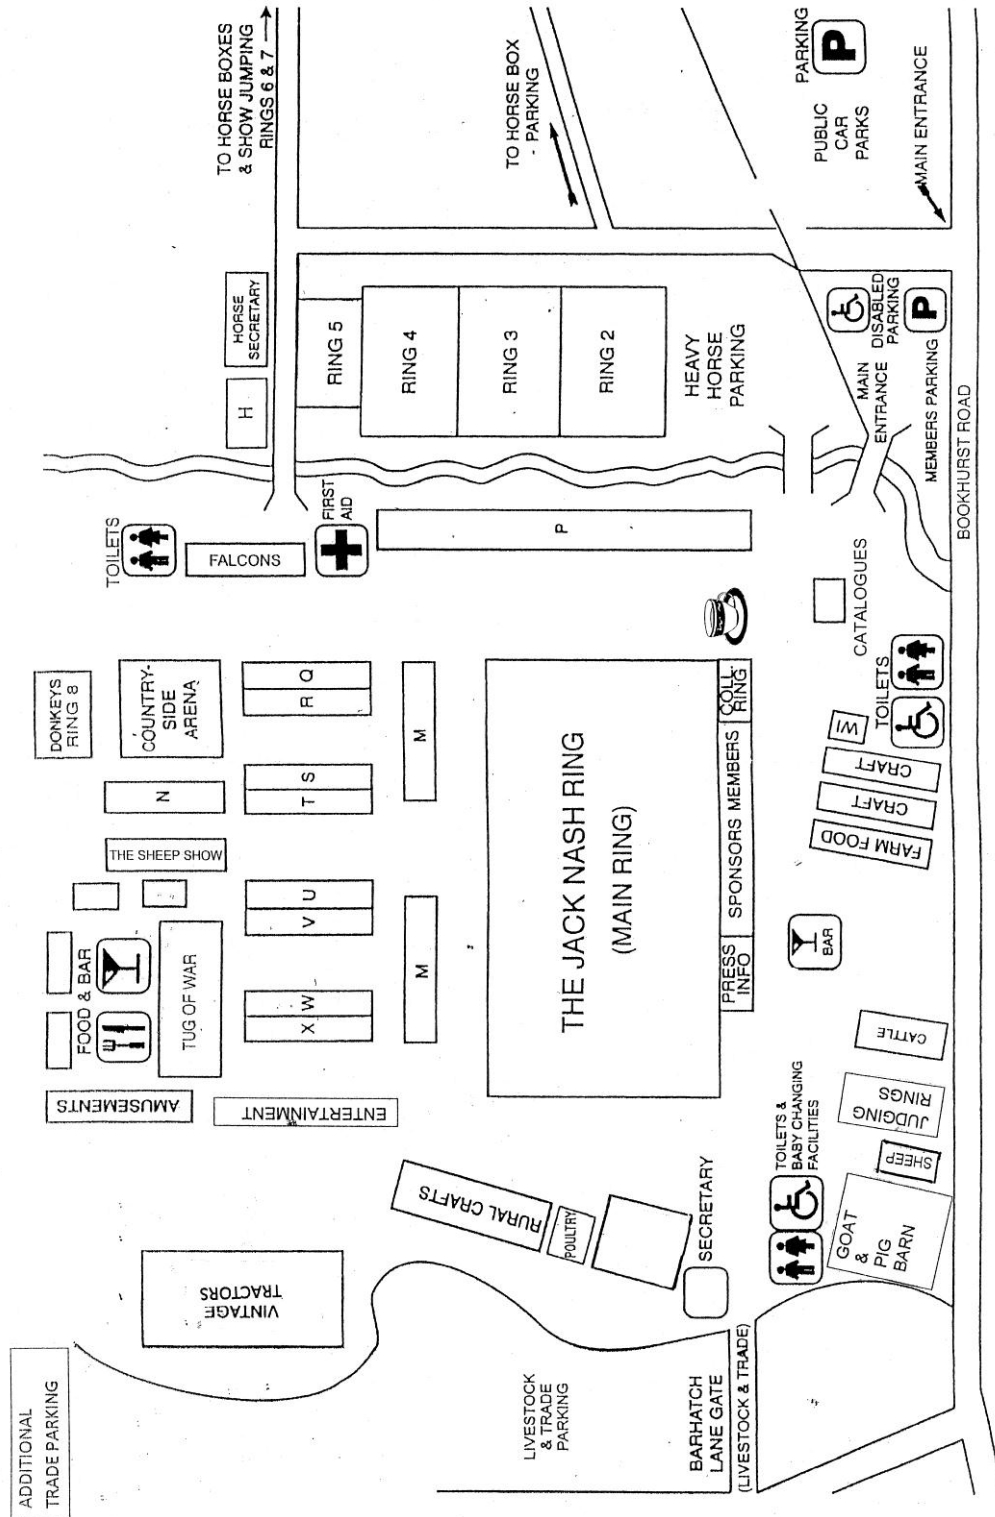 ADDITIONAL
TRADE PARKING
VINTAGE
TRACTORS
AMUSEMENTS
ENTERTAINMENT
FOOD & BAR
TUG OF WAR
THE SHEEP SHOW
N
DONKEYS
RING 8
COUNTRY-
SIDE
ARENA
TOILETS
FALCONS
FIRST
AID
H
HORSE
SECRETARY
TO HORSE BOXES
& SHOW JUMPING
RINGS 6 & 7
X
W
V
U
T
S
R
Q
M
M
P
RING 5
RING 4
RING 3
RING 2
HEAVY
HORSE
PARKING
TO HORSE BOX
- PARKING
LIVESTOCK
& TRADE
PARKING
RURAL CRAFTS
POULTRY
SECRETARY
THE JACK NASH RING
(MAIN RING)
PRESS
INFO
SPONSORS
MEMBERS
COLL.
RING
BARHATCH
LANE GATE
(LIVESTOCK & TRADE)
TOILETS &
BABY CHANGING
FACILITIES
GOAT
&
PIG
BARN
SHEEP
JUDGING
RINGS
CATTLE
BAR
FARM FOOD
CRAFT
CRAFT
WI
TOILETS
CATALOGUES
MAIN
ENTRANCE
DISABLED
PARKING
P
MEMBERS PARKING
PUBLIC
CAR
PARKS
PARKING
P
MAIN ENTRANCE
BOOKHURST ROAD